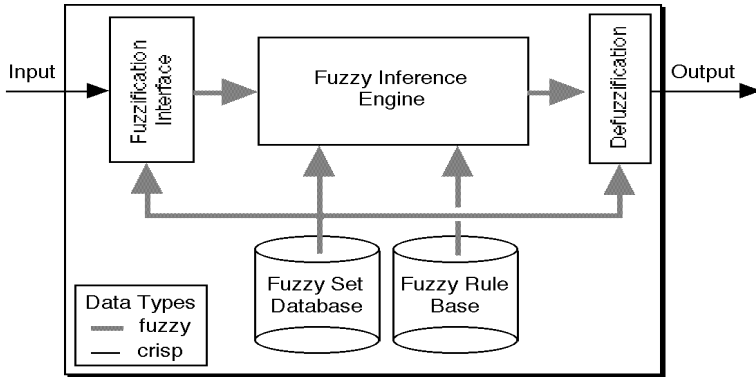 Input
Fuzzification
Interface
Fuzzy Inference
Engine
Defuzzification
Output
Fuzzy Set
Database
Fuzzy Rule
Base
Data Types
fuzzy
crisp